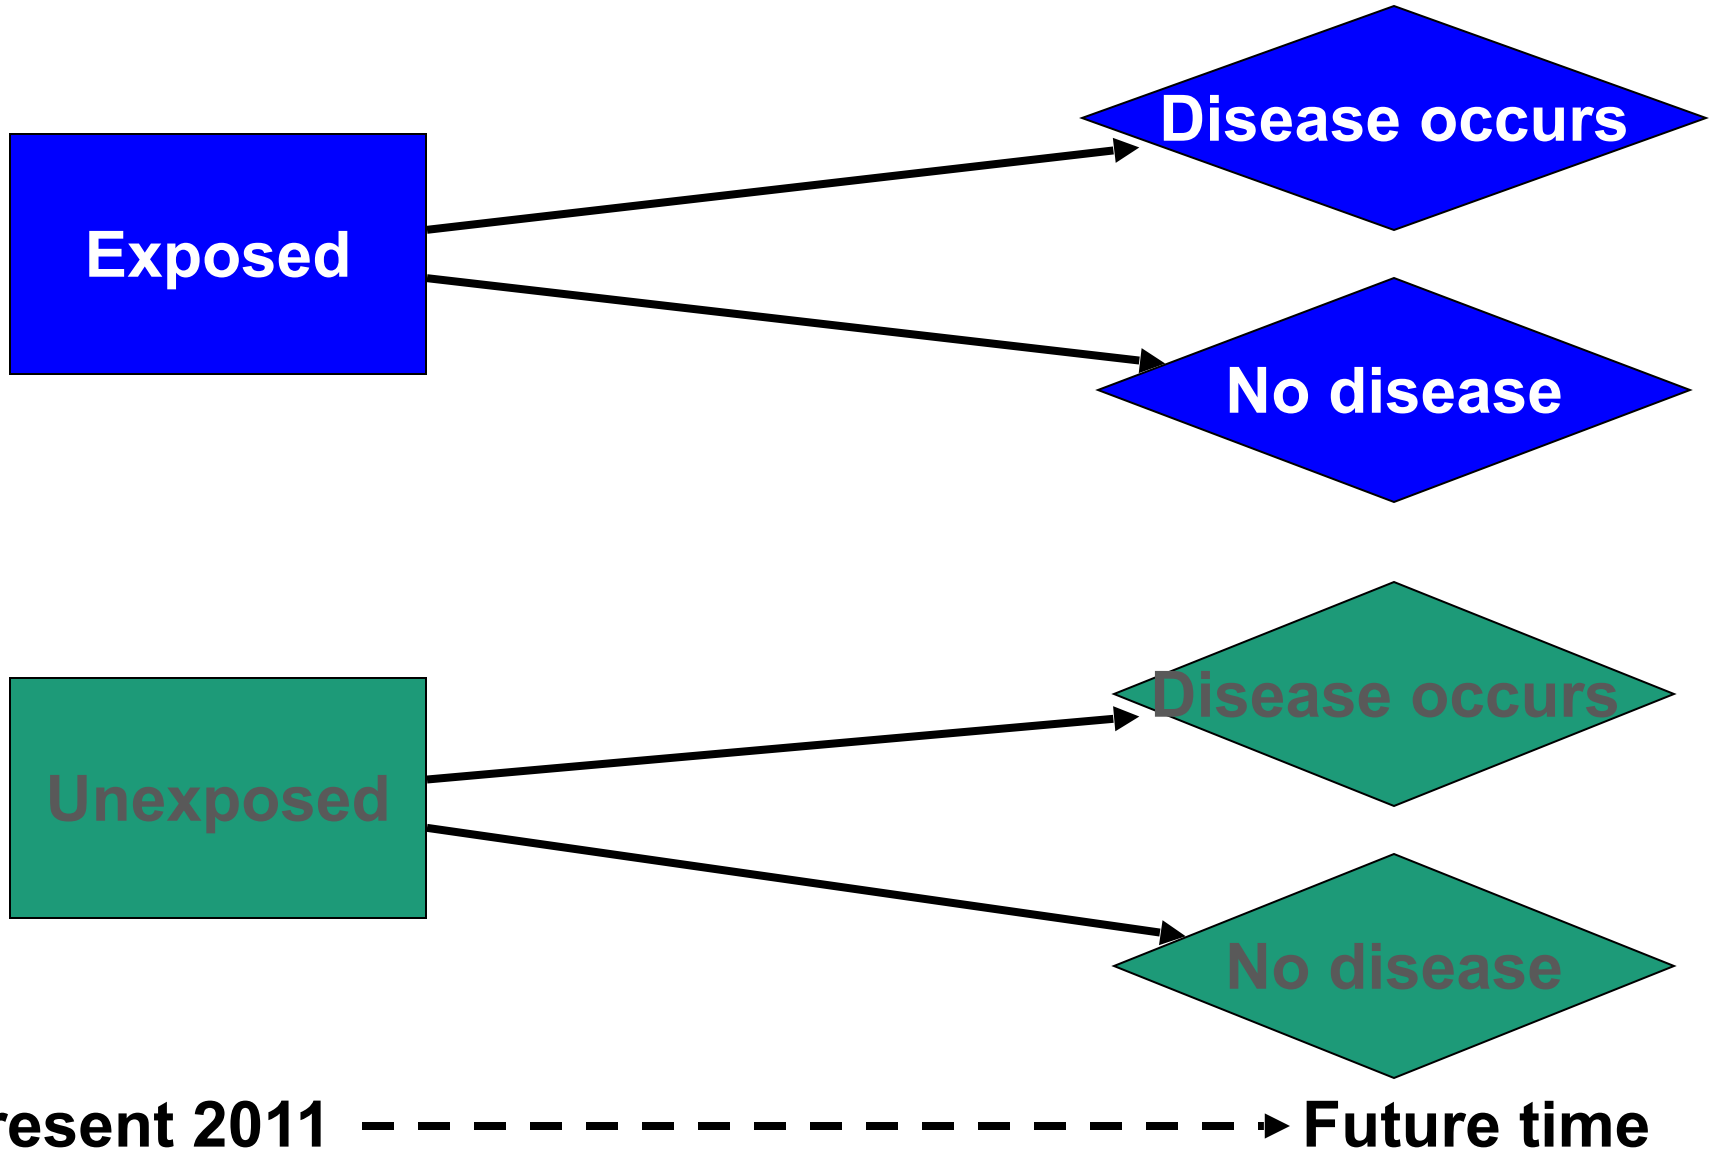 Disease occurs
Exposed
No disease
Disease occurs
Unexposed
No disease
resent 2011
Future time